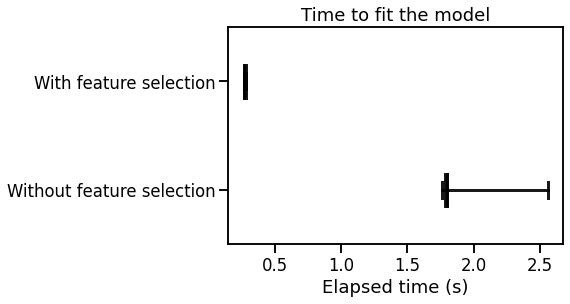 Time to fit the model
With feature selection
Without feature selection
0.5 1.0 1.5 2.0 2.5
Elapsed time (s)